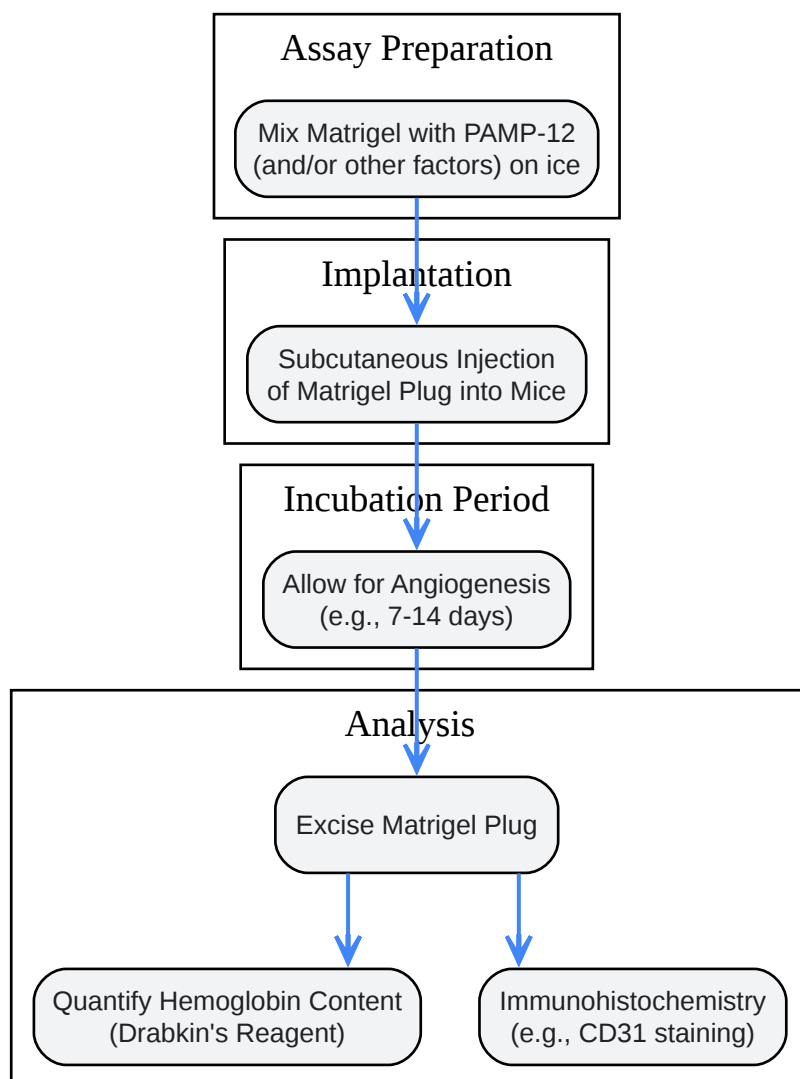 Assay Preparation
Mix Matrigel with PAMP-12
(and/or other factors) on ice
Implantation
Subcutaneous Injection
of Matrigel Plug into Mice
Incubation Period
Allow for Angiogenesis
(e.g., 7-14 days)
Analysis
Excise Matrigel Plug
Quantify Hemoglobin Content
(Drabkin's Reagent)
Immunohistochemistry
(e.g., CD31 staining)